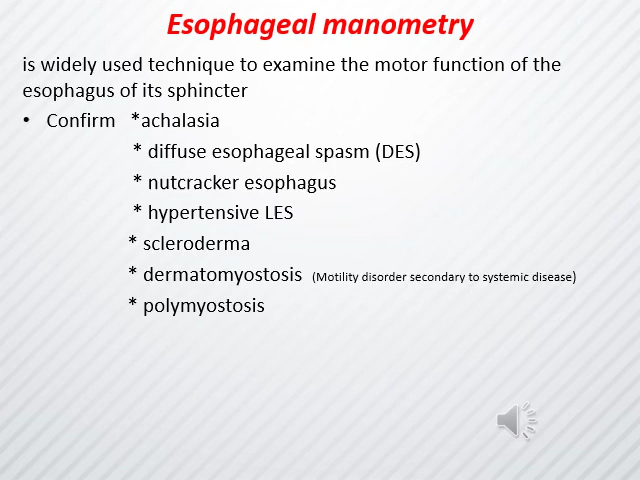 Esophageal manometry
is widely used technique to examine the motor function of the
esophagus of its sphincter
• Confirm *achalasia
* diffuse esophageal spasm (DES)
* nutcracker esophagus
* hypertensive LES
* scleroderma
* dermatomyostosis (Motility disorder secondary to systemic disease)
* polymyostosis